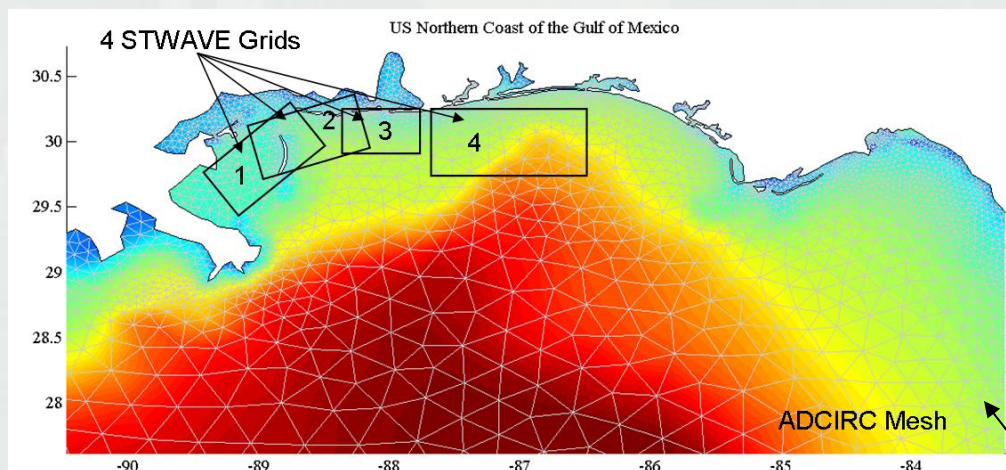 US Northern Coast of the Gulf of Mexico
4 STWAVE Grids
30.5
30
29.5
29
28.5
28
1
2
3
4
ADCIRC Mesh
-90 -89 -88 -87 -86 -85 -84